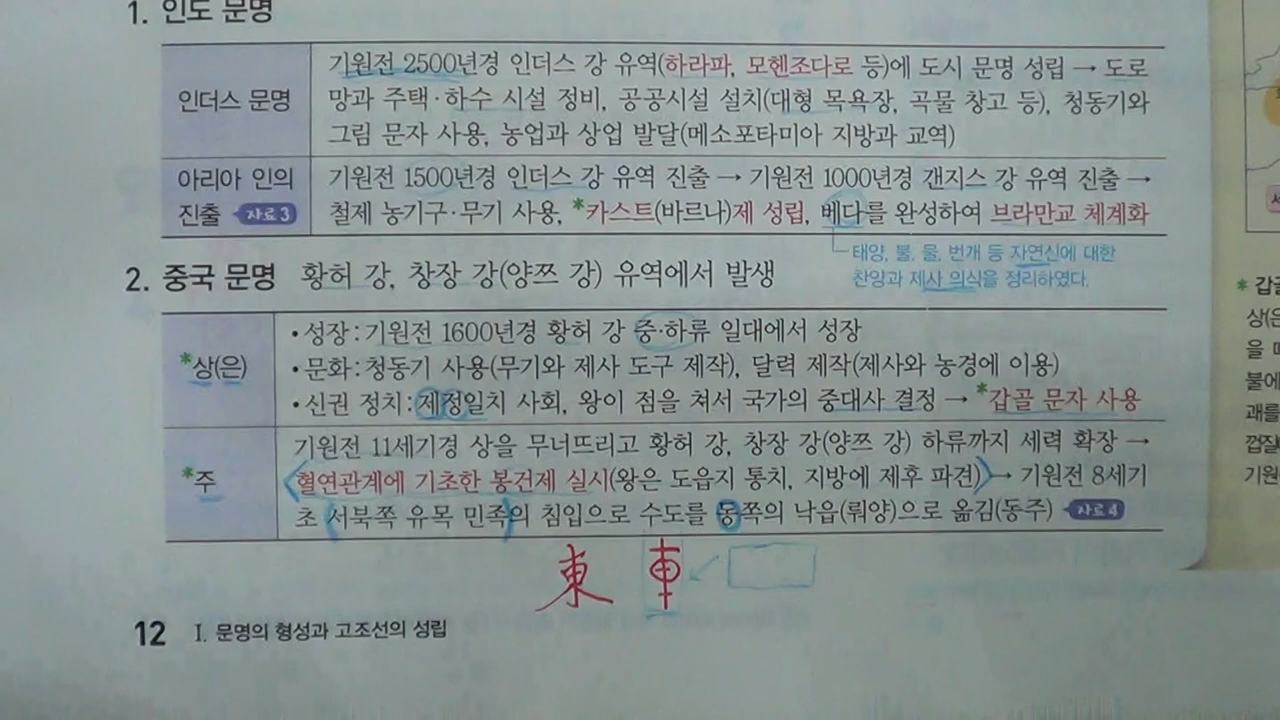 1. 인도 문명
인더스 문명
기원전 2500년경 인더스 강 유역(하라파, 모헨조다로 등)에 도시 문명 성립 → 도로
망과 주택·하수 시설 정비, 공공시설 설치(대형 목욕장, 곡물 창고 등), 청동기와
그림 문자 사용, 농업과 상업 발달(메소포타미아 지방과 교역)
아리아 인의
진출 자료 3
기원전 1500년경 인더스 강 유역 진출 → 기원전 1000년경 갠지스 강 유역 진출 →
철제 농기구·무기 사용, *카스트(바르나)제 성립, 베다를 완성하여 브라만교 체계화
태양, 불, 물, 번개 등 자연신에 대한
찬양과 제사 의식을 정리하였다.
2. 중국 문명 황허 강, 창장 강(양쯔 강) 유역에서 발생
*상(은)
• 성장: 기원전 1600년경 황허 강 중·하류 일대에서 성장
• 문화: 청동기 사용(무기와 제사 도구 제작), 달력 제작(제사와 농경에 이용)
• 신권 정치: 제정일치 사회, 왕이 점을 쳐서 국가의 중대사 결정 → *갑골 문자 사용
*주
기원전 11세기경 상을 무너뜨리고 황허 강, 창장 강(양쯔 강) 하류까지 세력 확장 →
혈연관계에 기초한 봉건제 실시(왕은 도읍지 통치, 지방에 제후 파견) → 기원전 8세기
초 서북쪽 유목 민족의 침입으로 수도를 동쪽의 낙읍(뤄양)으로 옮김(동주) 자료 4
東
12 Ⅰ. 문명의 형성과 고조선의 성립
* 갑골
상(은
을
불에
괘를
껍질
기원